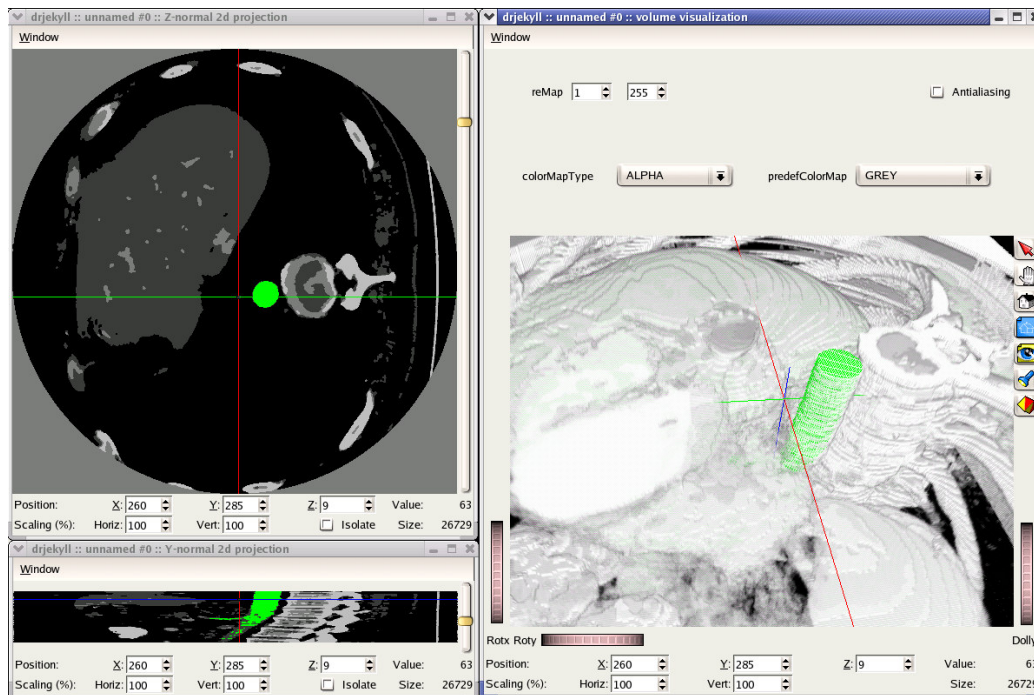 drjekyll :: unnamed #0 :: Z-normal 2d projection
Window
Position: X: 260 Y: 285 Z: 9 Value: 63
Scaling (%): Horiz: 100 Vert: 100 Isolate Size: 26729
drjekyll :: unnamed #0 :: Y-normal 2d projection
Window
Position: X: 260 Y: 285 Z: 9 Value: 63
Scaling (%): Horiz: 100 Vert: 100 Isolate Size: 26729
drjekyll :: unnamed #0 :: volume visualization
Window
reMap 1 255 Antialiasing
colorMapType ALPHA predefColorMap GREY
Rotx Roty Dolly
Position: X: 260 Y: 285 Z: 9 Value: 63
Scaling (%): Horiz: 100 Vert: 100 Size: 26729